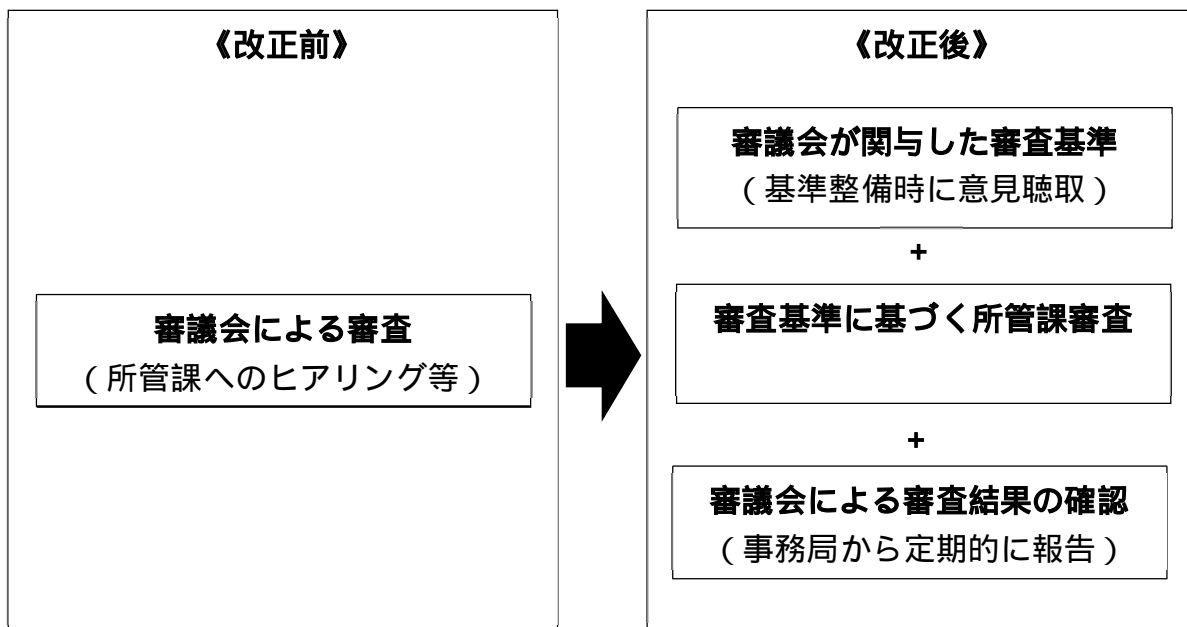 《改正前》
審議会による審査
（所管課へのヒアリング等）
《改正後》
審議会が関与した審査基準
（基準整備時に意見聴取）
+
審査基準に基づく所管課審査
+
審議会による審査結果の確認
（事務局から定期的に報告）